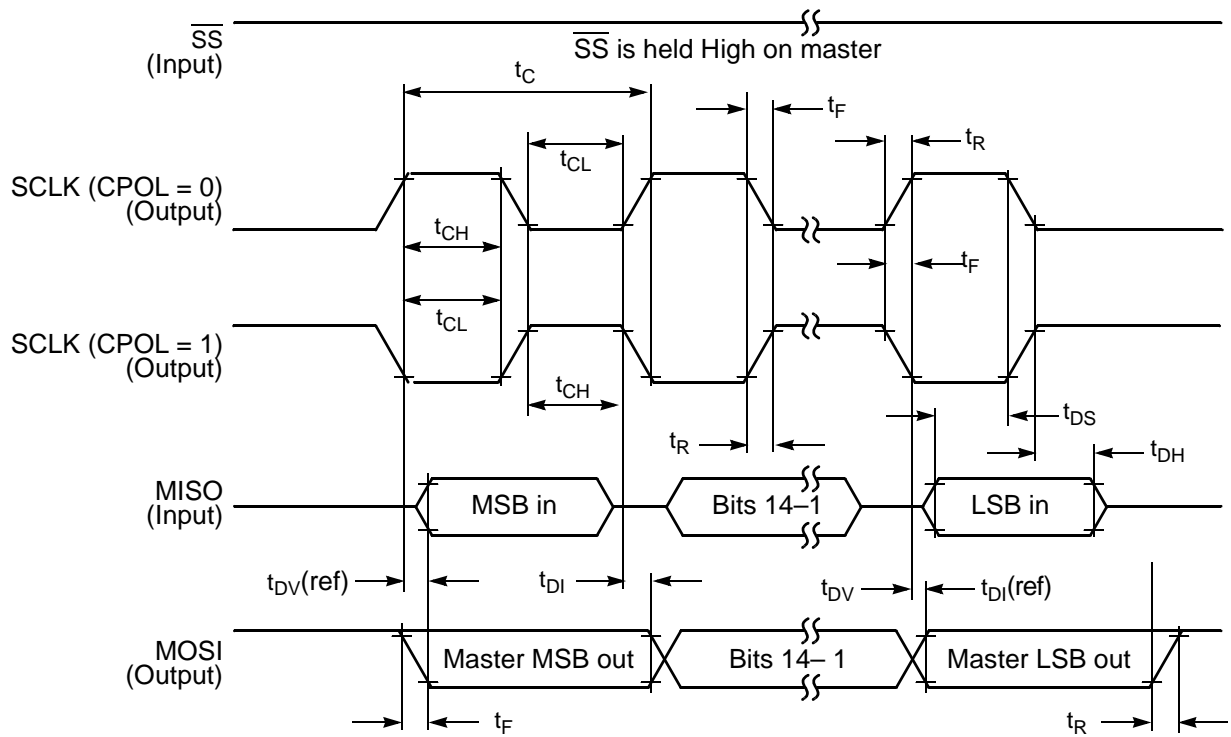 SS
(Input)
SS is held High on master
tC
tF
tR
tCL
SCLK (CPOL = 0)
(Output)
tCH
tF
tCL
SCLK (CPOL = 1)
(Output)
tCH
tDS
tR
tDH
MISO
(Input)
MSB in
Bits 14–1
LSB in
tDV(ref)
tDI
tDV
tDI(ref)
MOSI
(Output)
Master MSB out
Bits 14– 1
Master LSB out
tF
tR